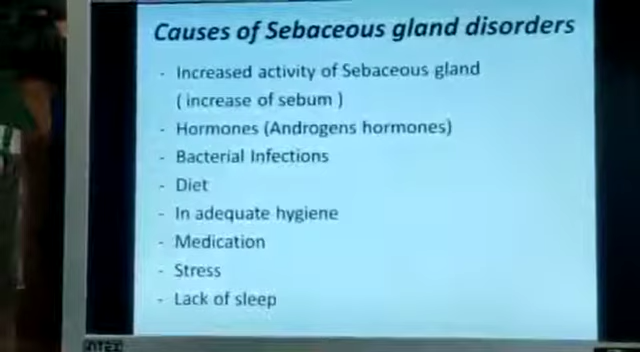 Causes of Sebaceous gland disorders
- Increased activity of Sebaceous gland
( increase of sebum )
- Hormones (Androgens hormones)
- Bacterial Infections
- Diet
- In adequate hygiene
- Medication
- Stress
- Lack of sleep
INTEX